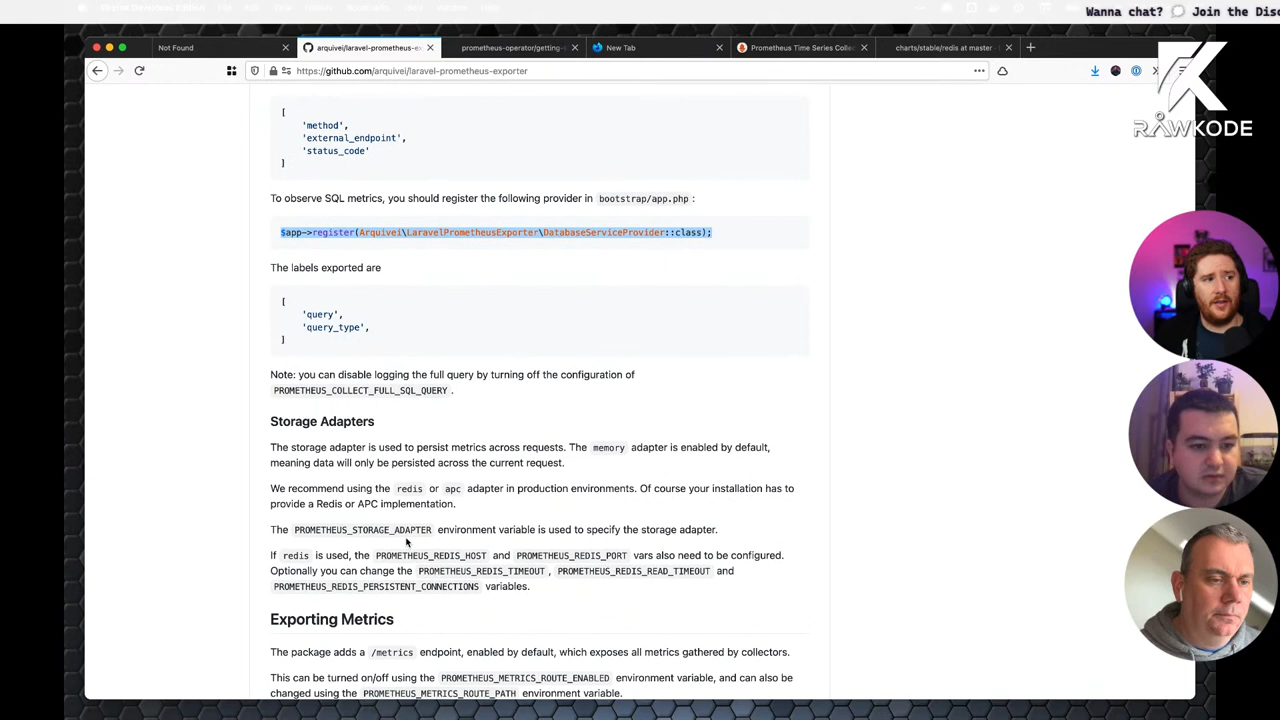 Wanna chat? Join the Disc
Not Found
arquivei/laravel-prometheus-ex
prometheus-operator/getting-s
New Tab
Prometheus Time Series Collec
charts/stable/redis at master ·
https://github.com/arquivei/laravel-prometheus-exporter
RAWKODE
[
'method',
'external_endpoint',
'status_code'
]
To observe SQL metrics, you should register the following provider in bootstrap/app.php :
$app->register(Arquivei\LaravelPrometheusExporter\DatabaseServiceProvider::class);
The labels exported are
[
'query',
'query_type',
]
Note: you can disable logging the full query by turning off the configuration of
PROMETHEUS_COLLECT_FULL_SQL_QUERY .
Storage Adapters
The storage adapter is used to persist metrics across requests. The memory adapter is enabled by default,
meaning data will only be persisted across the current request.
We recommend using the redis or apc adapter in production environments. Of course your installation has to
provide a Redis or APC implementation.
The PROMETHEUS_STORAGE_ADAPTER environment variable is used to specify the storage adapter.
If redis is used, the PROMETHEUS_REDIS_HOST and PROMETHEUS_REDIS_PORT vars also need to be configured.
Optionally you can change the PROMETHEUS_REDIS_TIMEOUT , PROMETHEUS_REDIS_READ_TIMEOUT and
PROMETHEUS_REDIS_PERSISTENT_CONNECTIONS variables.
Exporting Metrics
The package adds a /metrics endpoint, enabled by default, which exposes all metrics gathered by collectors.
This can be turned on/off using the PROMETHEUS_METRICS_ROUTE_ENABLED environment variable, and can also be
changed using the PROMETHEUS_METRICS_ROUTE_PATH environment variable.